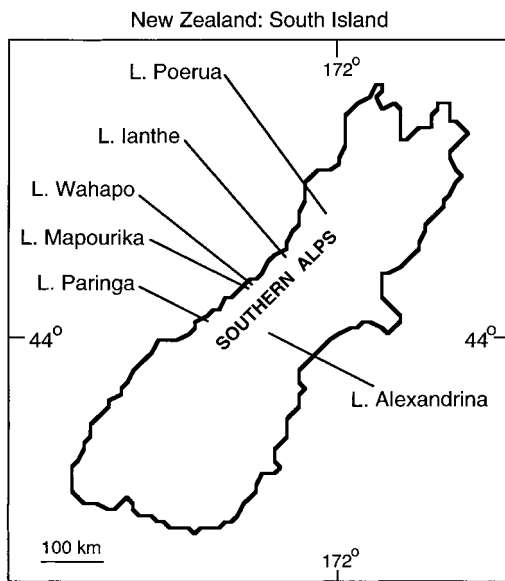 New Zealand: South Island
172°
L. Poerua
L. Ianthe
L. Wahapo
L. Mapourika
L. Paringa
SOUTHERN ALPS
44°
44°
L. Alexandrina
100 km
172°